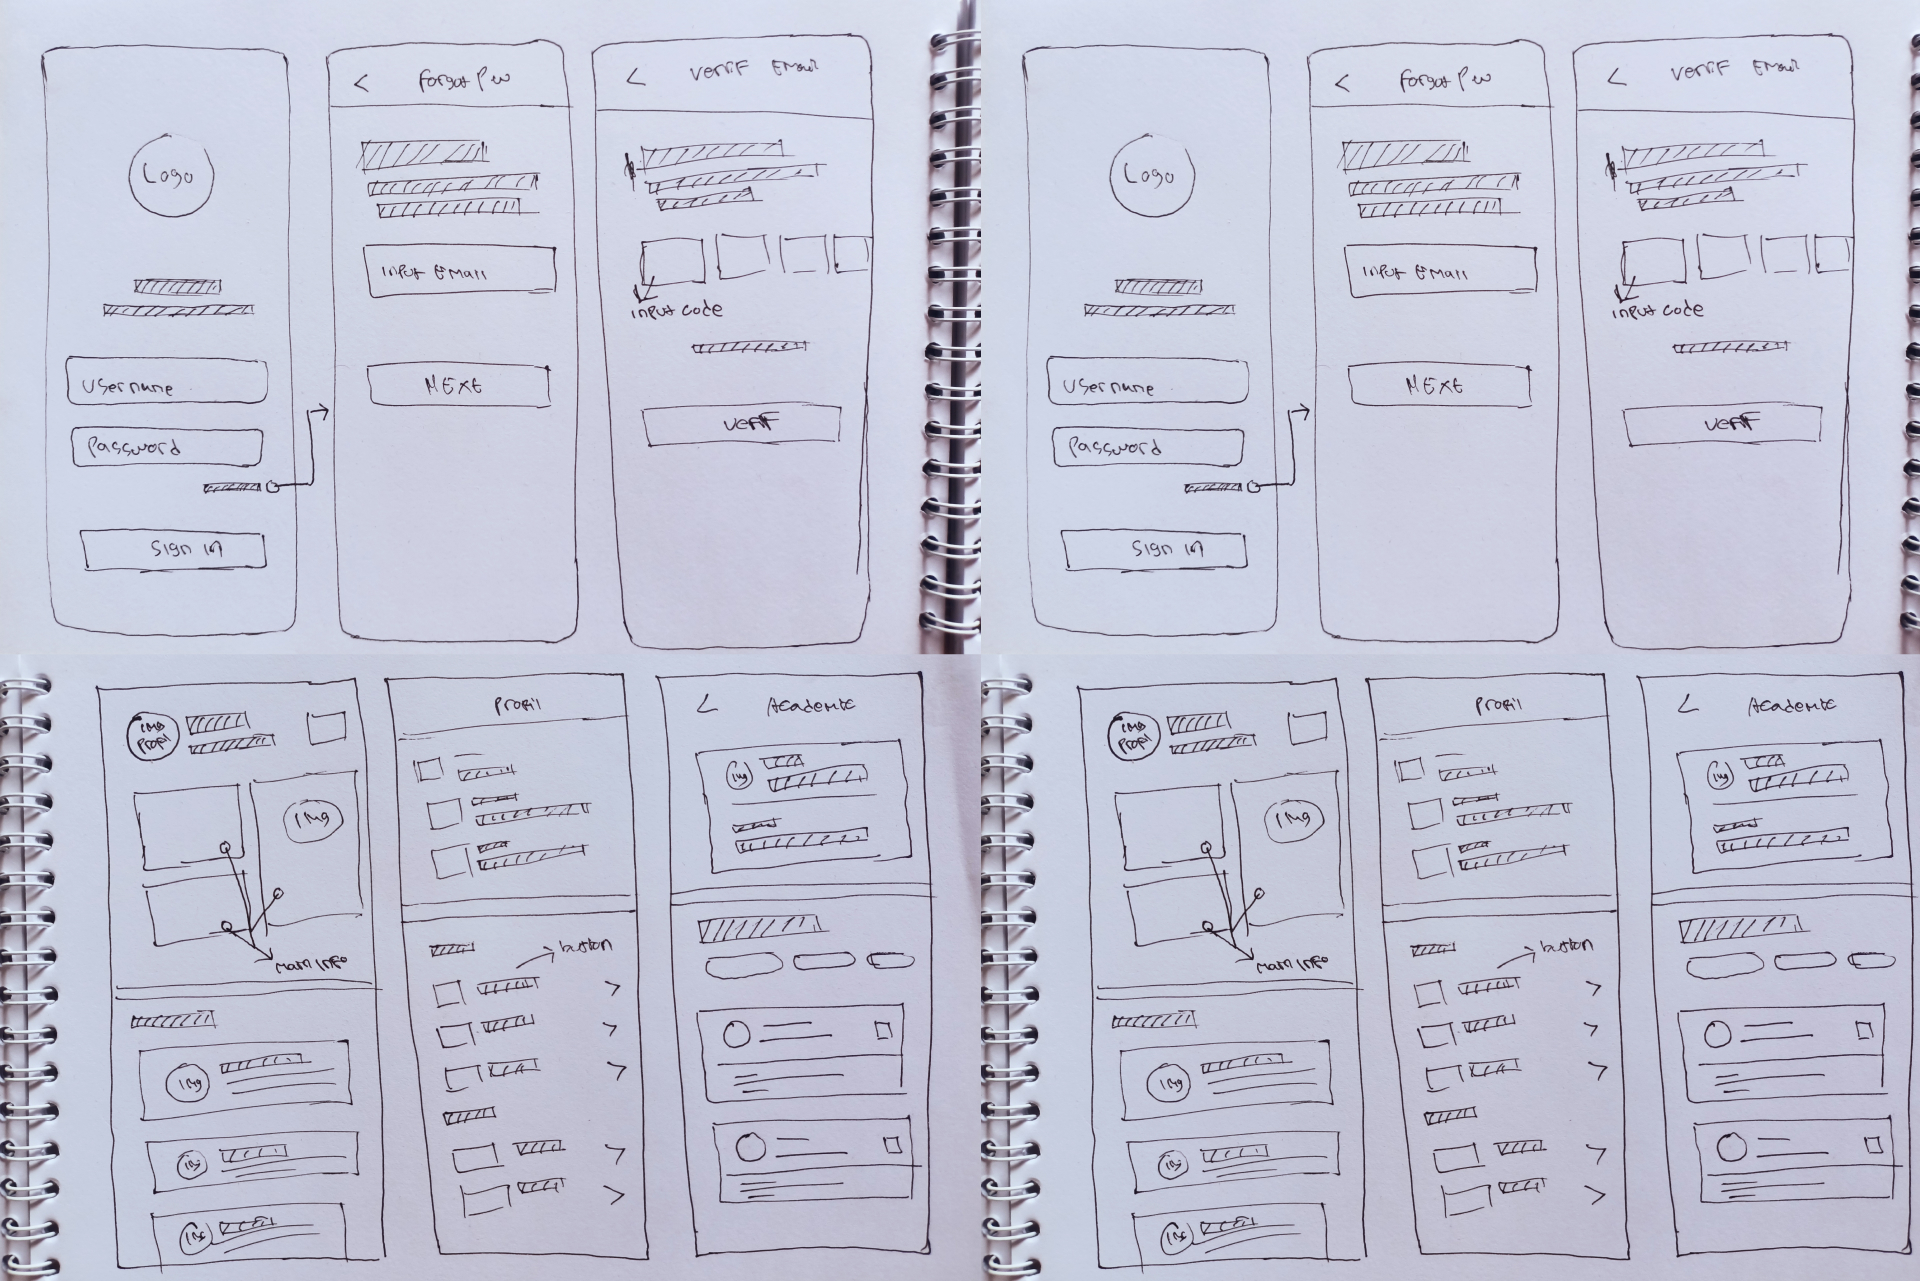 Logo
Username
Password
Sign in
< Forgot Pw
Input Email
NEXt
< Verif Email
Input code
Verif
Logo
Username
Password
Sign in
< Forgot Pw
Input Email
NEXt
< Verif Email
Input code
Verif
IMG
Profil
IMg
Main Info
IMg
IMg
IMg
Profil
button
>
>
>
>
>
< Academic
IMg
IMG
Profil
IMg
Main Info
IMg
IMg
IMg
Profil
button
>
>
>
>
>
< Academic
IMg